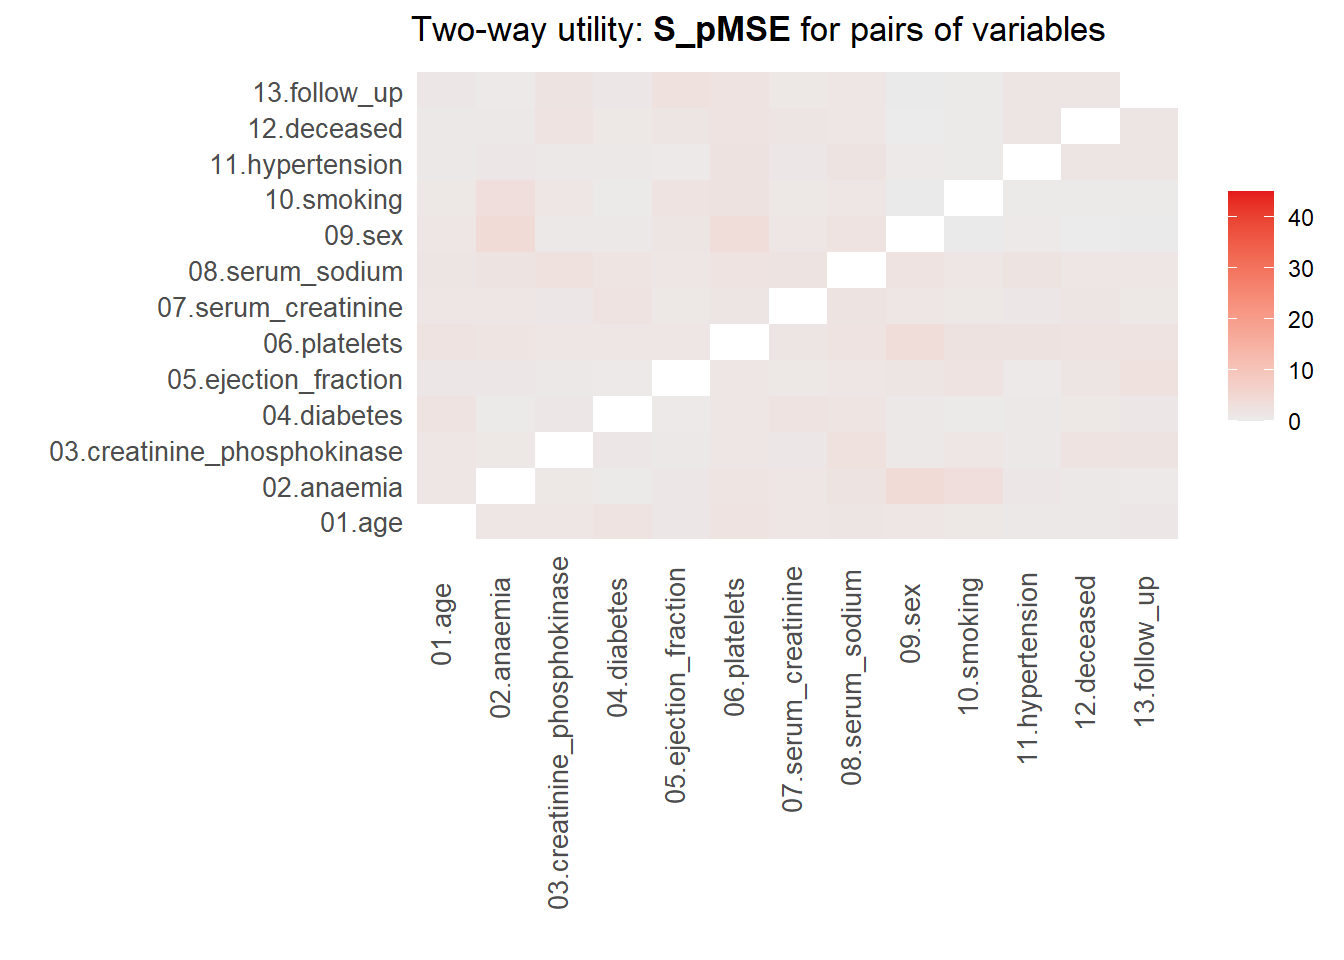 Two-way utility: S_pMSE for pairs of variables
13.follow_up
12.deceased
11.hypertension
10.smoking
09.sex
08.serum_sodium
07.serum_creatinine
06.platelets
05.ejection_fraction
04.diabetes
03.creatinine_phosphokinase
02.anaemia
01.age
40
30
20
10
0
01.age
02.anaemia
03.creatinine_phosphokinase
04.diabetes
05.ejection_fraction
06.platelets
07.serum_creatinine
08.serum_sodium
09.sex
10.smoking
11.hypertension
12.deceased
13.follow_up